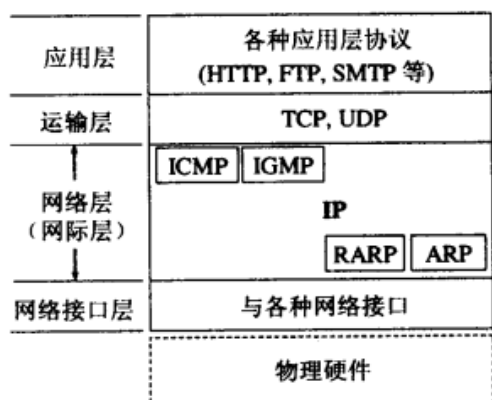 应用层
各种应用层协议
(HTTP, FTP, SMTP 等)
运输层
TCP, UDP
网络层
（网际层）
ICMP
IGMP
IP
RARP
ARP
网络接口层
与各种网络接口
物理硬件